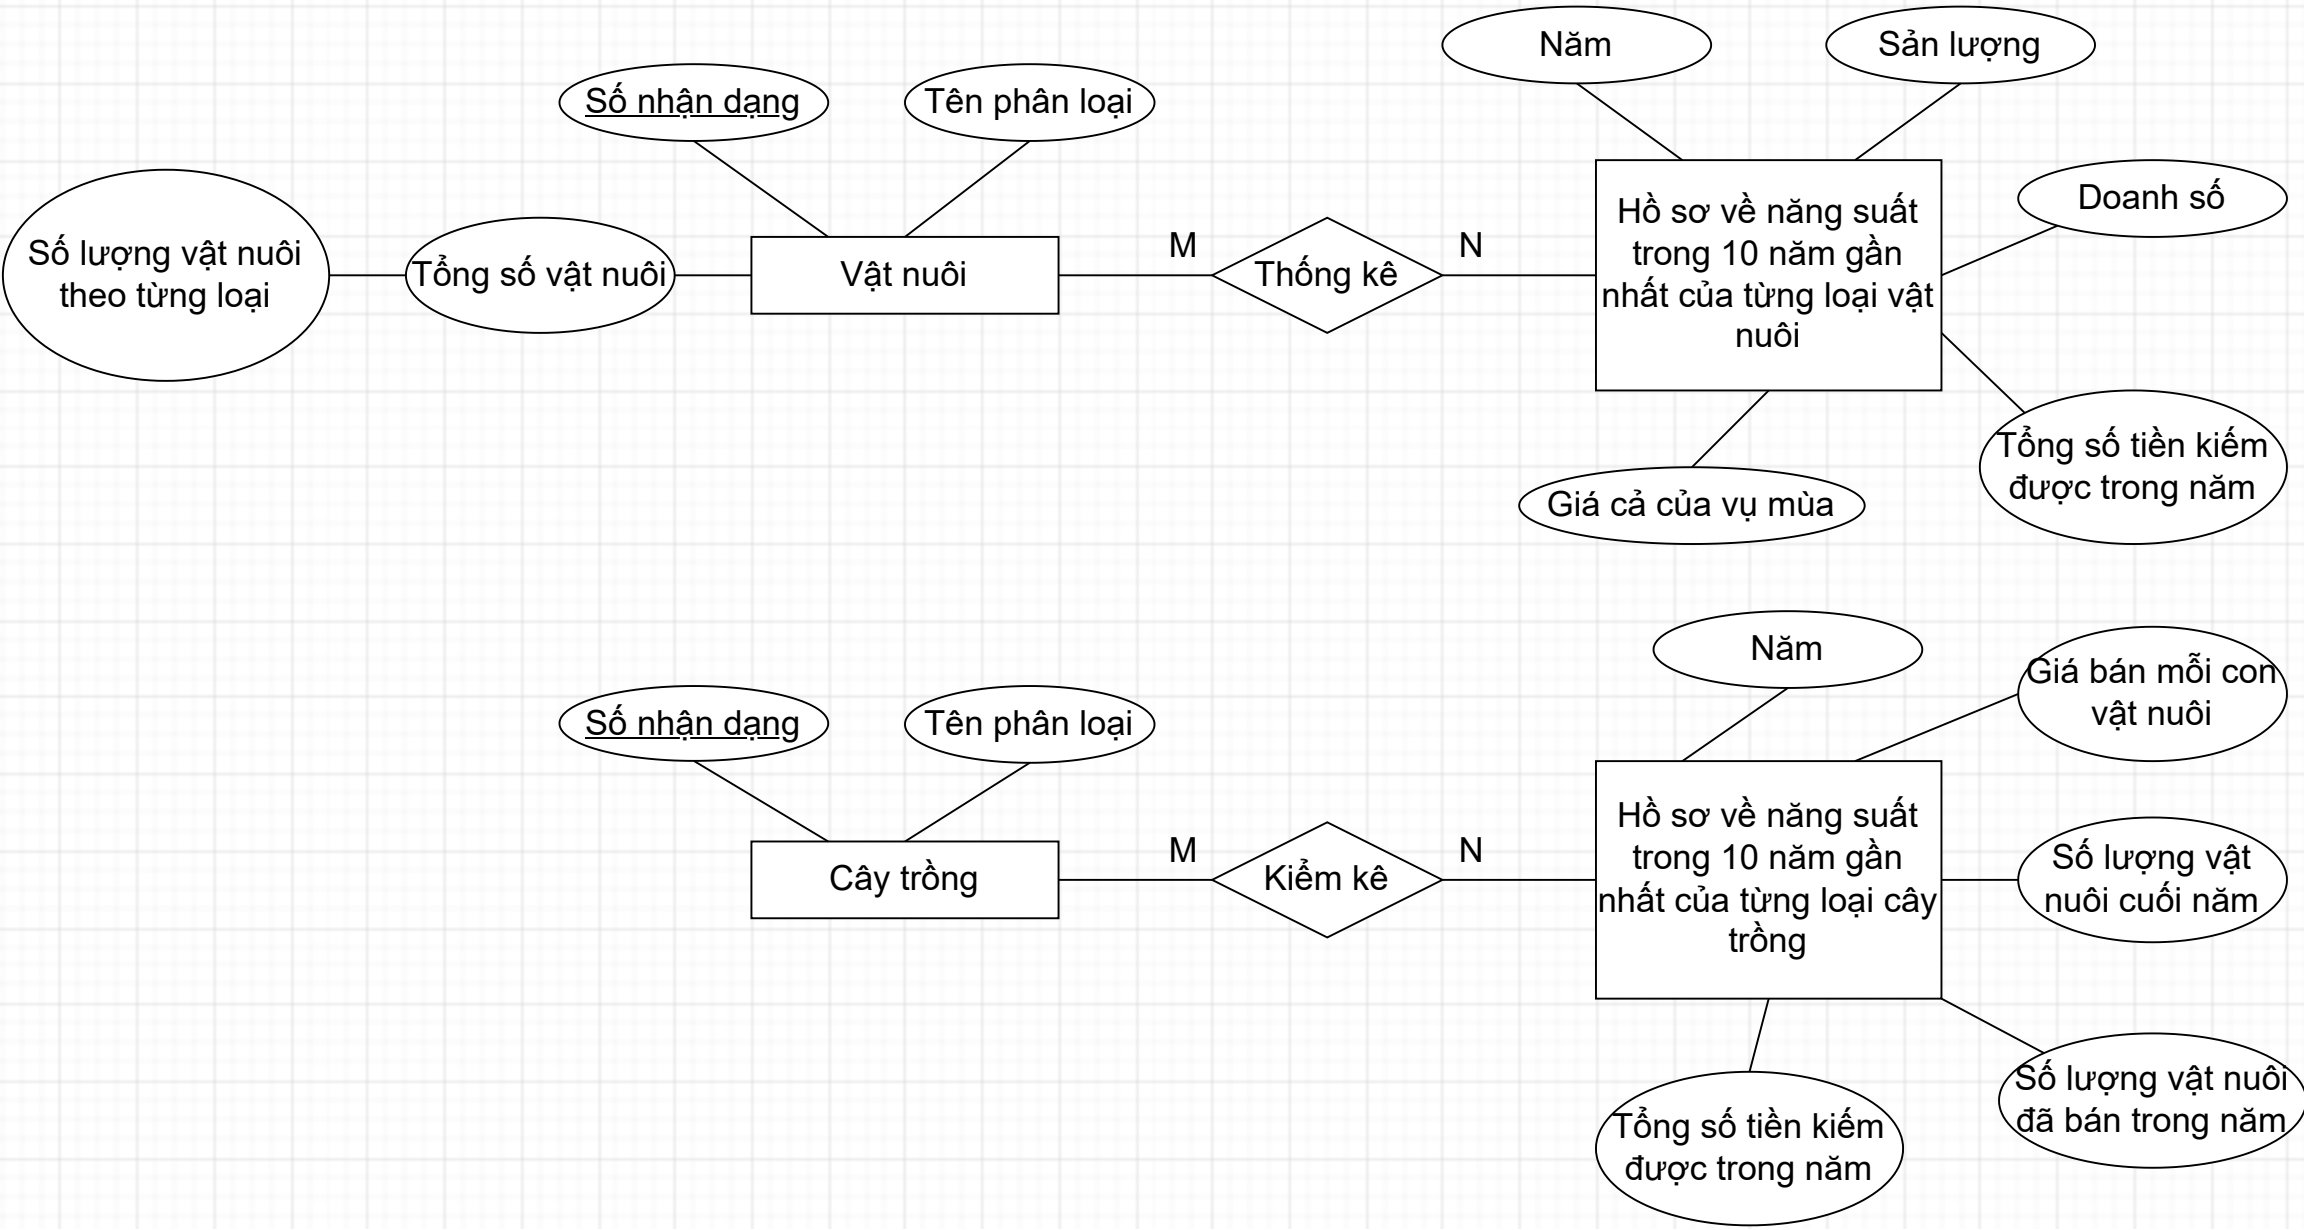 Năm
Sản lượng
Số nhận dạng
Tên phân loại
Doanh số
Số lượng vật nuôi
theo từng loại
Tổng số vật nuôi
Vật nuôi
M
Thống kê
N
Hồ sơ về năng suất
trong 10 năm gần
nhất của từng loại vật
nuôi
Tổng số tiền kiếm
được trong năm
Giá cả của vụ mùa
Năm
Giá bán mỗi con
vật nuôi
Số nhận dạng
Tên phân loại
Cây trồng
M
Kiểm kê
N
Hồ sơ về năng suất
trong 10 năm gần
nhất của từng loại cây
trồng
Số lượng vật
nuôi cuối năm
Số lượng vật nuôi
đã bán trong năm
Tổng số tiền kiếm
được trong năm